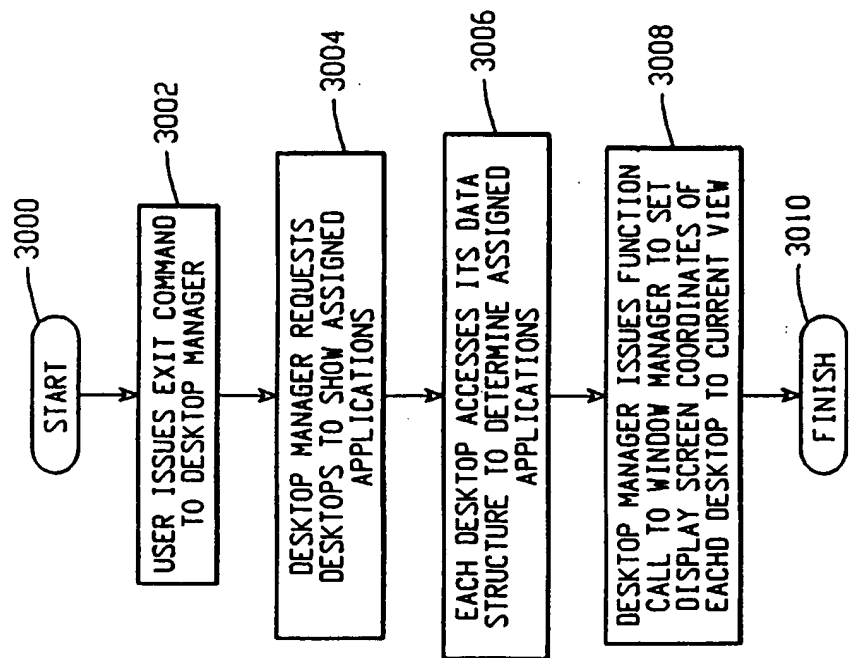 START
3000
USER ISSUES EXIT COMMAND
TO DESKTOP MANAGER
3002
DESKTOP MANAGER REQUESTS
DESKTOPS TO SHOW ASSIGNED
APPLICATIONS
3004
EACH DESKTOP ACCESSES ITS DATA
STRUCTURE TO DETERMINE ASSIGNED
APPLICATIONS
3006
DESKTOP MANAGER ISSUES FUNCTION
CALL TO WINDOW MANAGER TO SET
DISPLAY SCREEN COORDINATES OF
EACHD DESKTOP TO CURRENT VIEW
3008
FINISH
3010